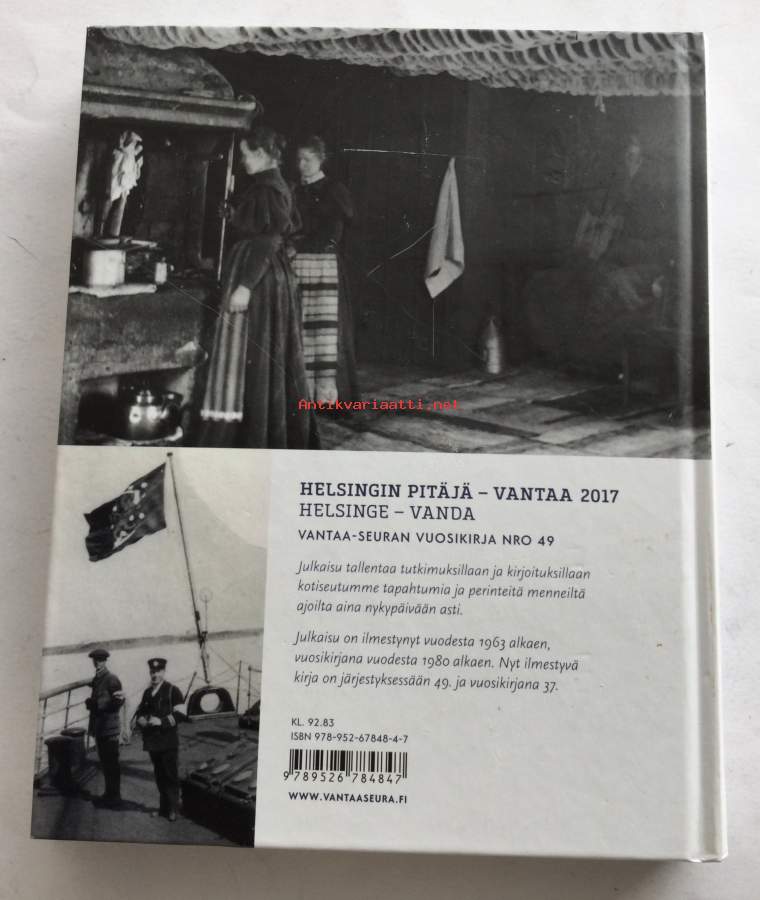 Antikvariaatti.net
HELSINGIN PITÄJÄ – VANTAA 2017
HELSINGE – VANDA
VANTAA-SEURAN VUOSIKIRJA NRO 49
Julkaisu tallentaa tutkimuksillaan ja kirjoituksillaan
kotiseutumme tapahtumia ja perinteitä menneiltä
ajoilta aina nykypäivään asti.
Julkaisu on ilmestynyt vuodesta 1963 alkaen,
vuosikirjana vuodesta 1980 alkaen. Nyt ilmestyvä
kirja on järjestyksessään 49. ja vuosikirjana 37.
KL. 92.83
ISBN 978-952-67848-4-7
9 789526 784847
WWW.VANTAASEURA.FI